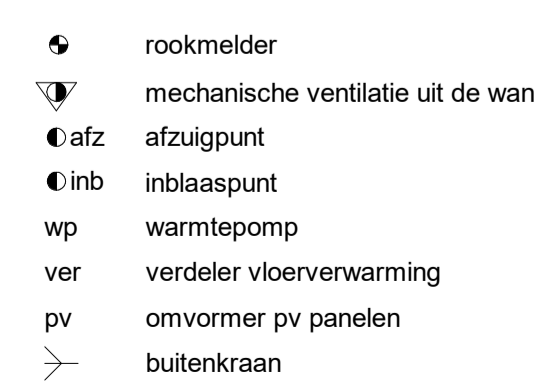 rookmelder
mechanische ventilatie uit de wan
afz afzuigpunt
inb inblaaspunt
wp warmtepomp
ver verdeler vloerverwarming
pv omvormer pv panelen
buitenkraan